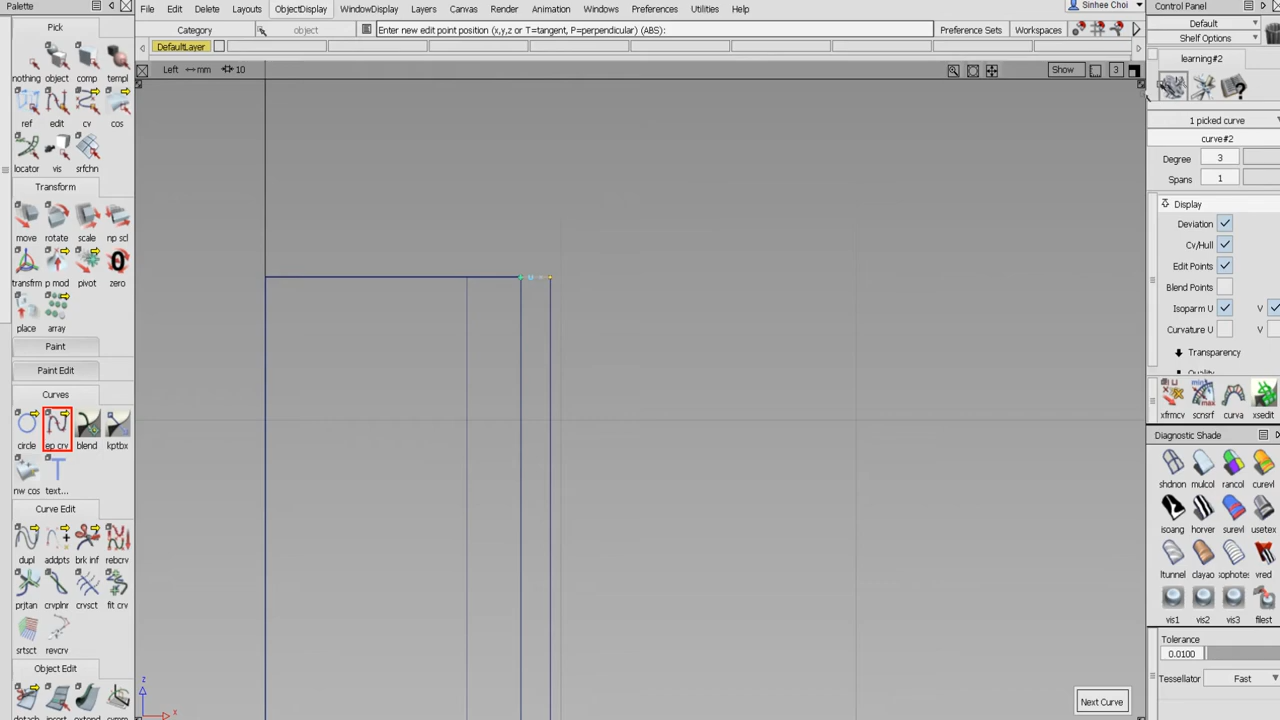 Palette
File Edit Delete Layouts ObjectDisplay WindowDisplay Layers Canvas Render Animation Windows Preferences Utilities Help
Sinhee Choi
Control Panel
Category
object
Enter new edit point position (x,y,z or T=tangent, P=perpendicular) (ABS):
Preference Sets
Workspaces
Default
Shelf Options
DefaultLayer
Left mm 10
Show
3
learning#2
Pick
nothing object comp templ
ref edit cv cos
locator vis srfchn
Transform
move rotate scale np scl
transfrm p mod pivot zero
place array
Paint
Paint Edit
Curves
circle ep crv blend kptbx
nw cos text...
Curve Edit
dupl addpts brk inf rebcrv
prjtan crvplnr crvsct fit crv
srtsct revcrv
Object Edit
detach insert extend symm
1 picked curve
curve#2
Degree 3
Spans 1
Display
Deviation
Cv/Hull
Edit Points
Blend Points
Isoparm U V
Curvature U V
Transparency
xfrmcv scnsrf curva xsedit
Diagnostic Shade
shdnon mulcol rancol curevl
isoang horver surevl usetex
ltunnel clayao isophotes vred
vis1 vis2 vis3 filest
Tolerance
0.0100
Tessellator Fast
Next Curve
z
x